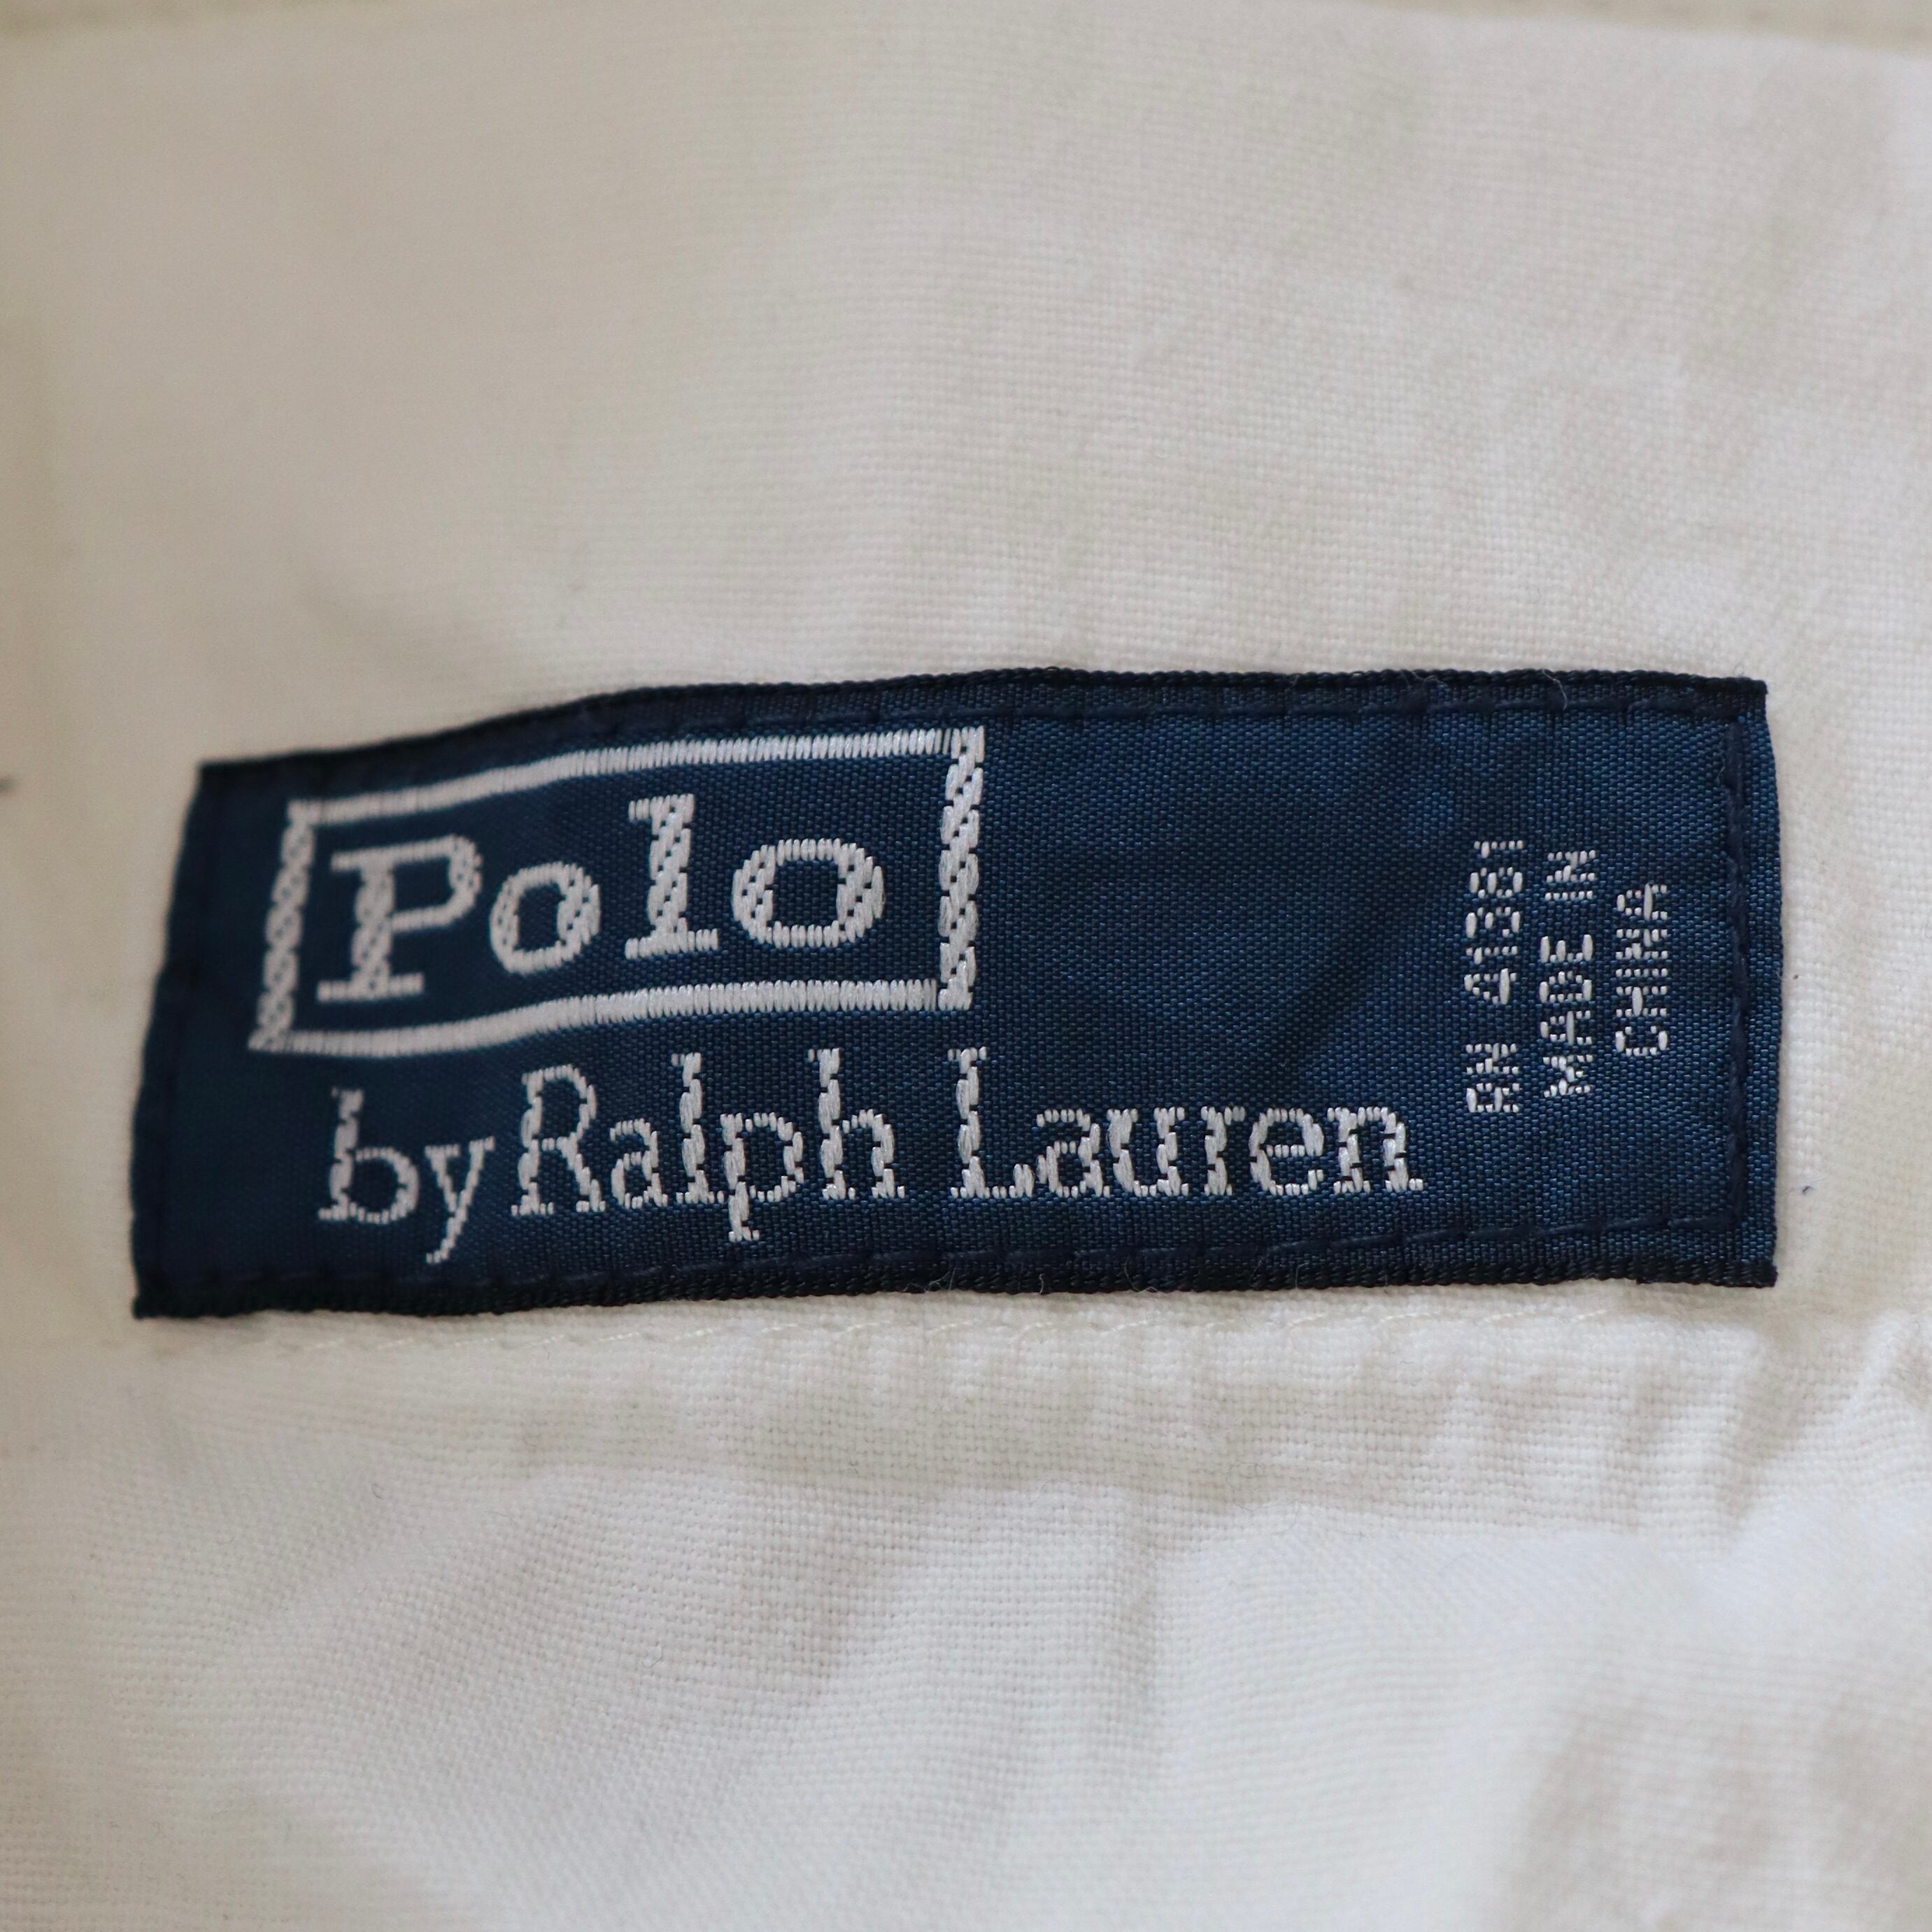 Polo
by Ralph Lauren
RN 41381
MADE IN
CHINA